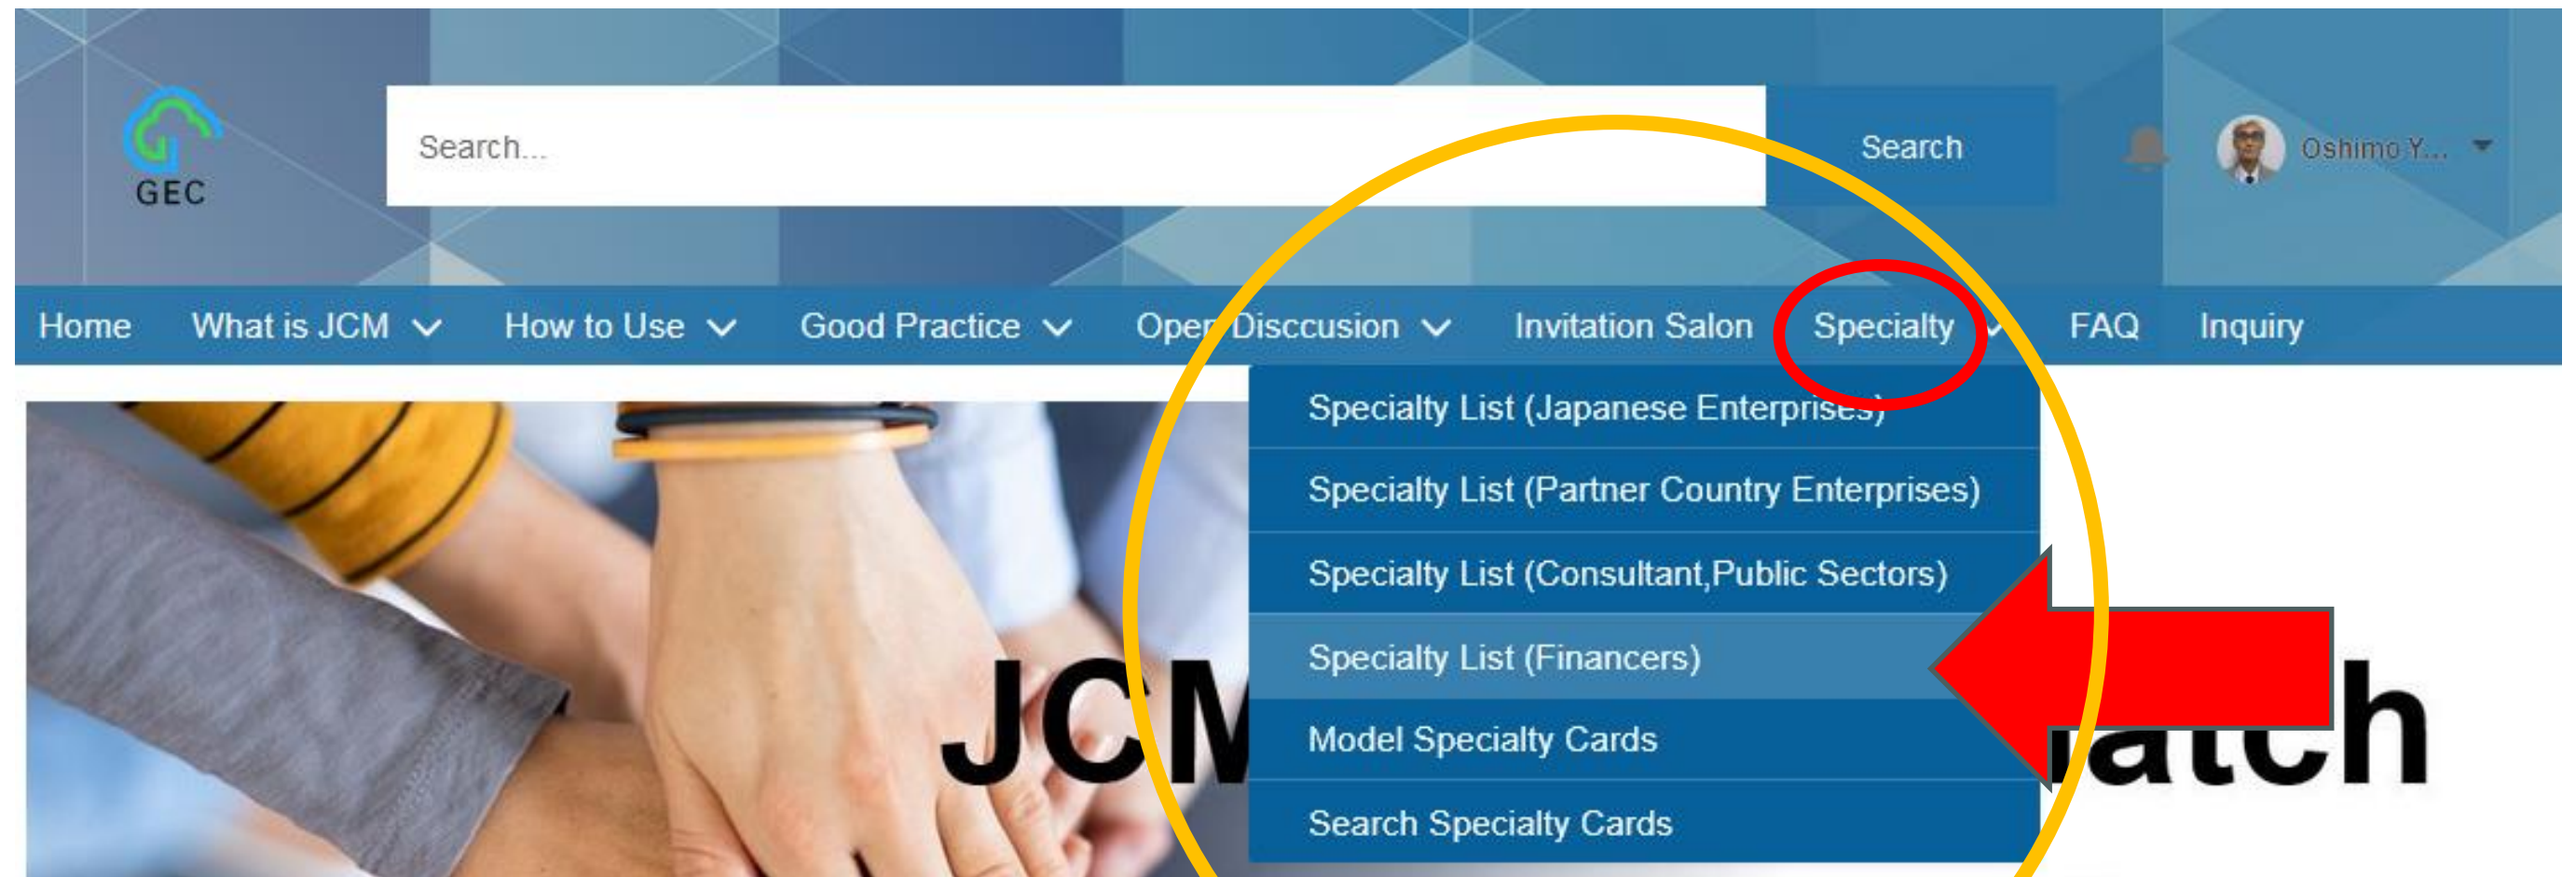 GEC
Search...
Search
Oshimo Y...
Home What is JCM How to Use Good Practice Open Disccusion Invitation Salon Specialty FAQ Inquiry
Specialty List (Japanese Enterprises)
Specialty List (Partner Country Enterprises)
Specialty List (Consultant,Public Sectors)
Specialty List (Financers)
Model Specialty Cards
Search Specialty Cards
JCM